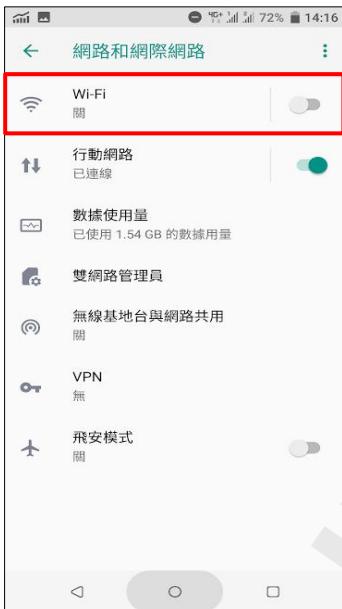 4G+ 72% 14:16
網路和網際網路
Wi-Fi
關
行動網路
已連線
數據使用量
已使用 1.54 GB 的數據用量
雙網路管理員
無線基地台與網路共用
關
VPN
無
飛安模式
關